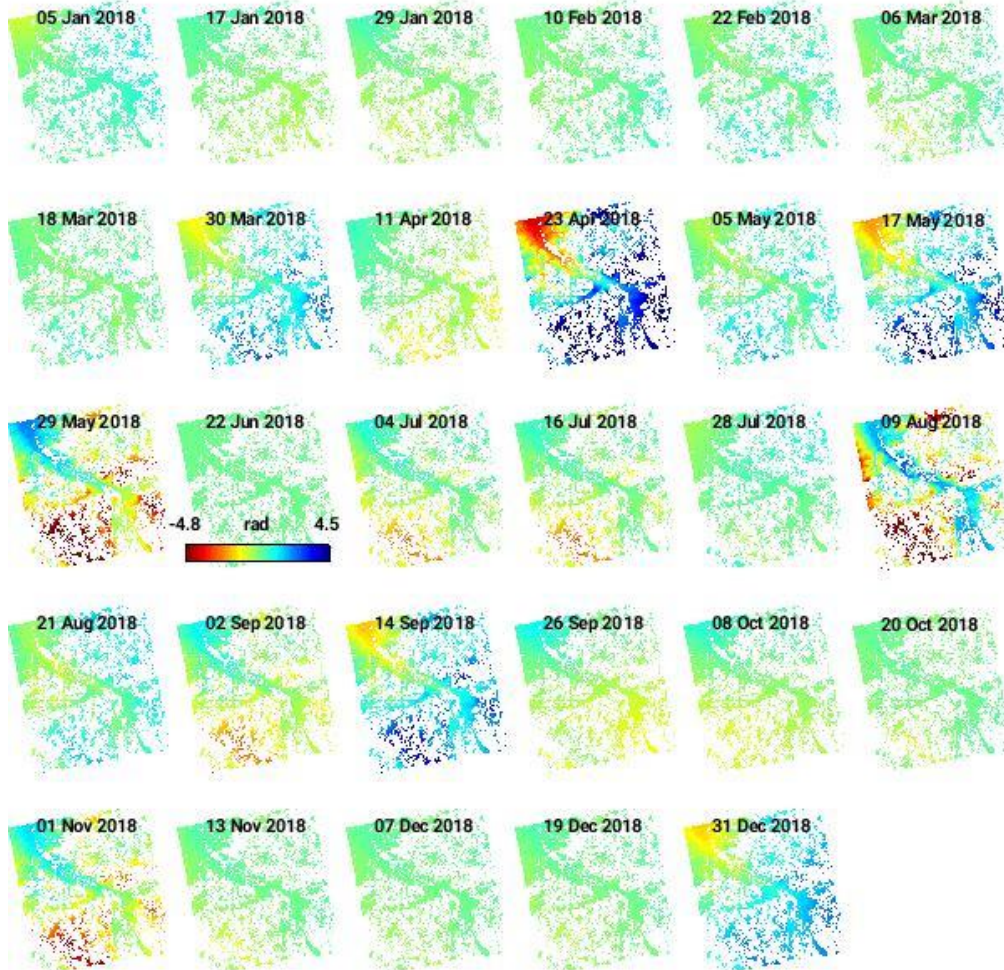 05 Jan 2018 17 Jan 2018 29 Jan 2018 10 Feb 2018 22 Feb 2018 06 Mar 2018
18 Mar 2018 30 Mar 2018 11 Apr 2018 23 Apr 2018 05 May 2018 17 May 2018
29 May 2018 22 Jun 2018 04 Jul 2018 16 Jul 2018 28 Jul 2018 09 Aug 2018
-4.8 rad 4.5
21 Aug 2018 02 Sep 2018 14 Sep 2018 26 Sep 2018 08 Oct 2018 20 Oct 2018
01 Nov 2018 13 Nov 2018 07 Dec 2018 19 Dec 2018 31 Dec 2018